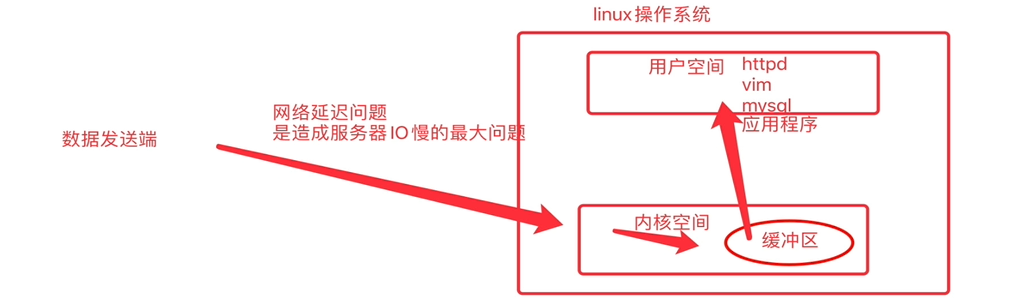 linux操作系统
用户空间
httpd
vim
mysql
应用程序
网络延迟问题
是造成服务器IO慢的最大问题
数据发送端
内核空间
缓冲区